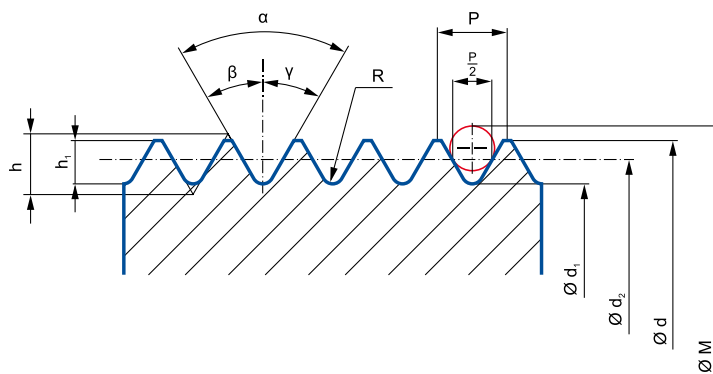 α
β
γ
R
P
P/2
h
h₁
Ø d₁
Ø d₂
Ø d
Ø M